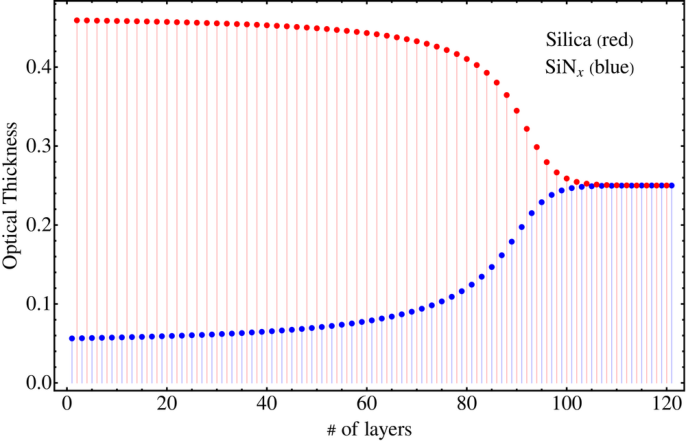 Silica (red)
SiNx (blue)
Optical Thickness
0.4
0.3
0.2
0.1
0.0
0 20 40 60 80 100 120
# of layers